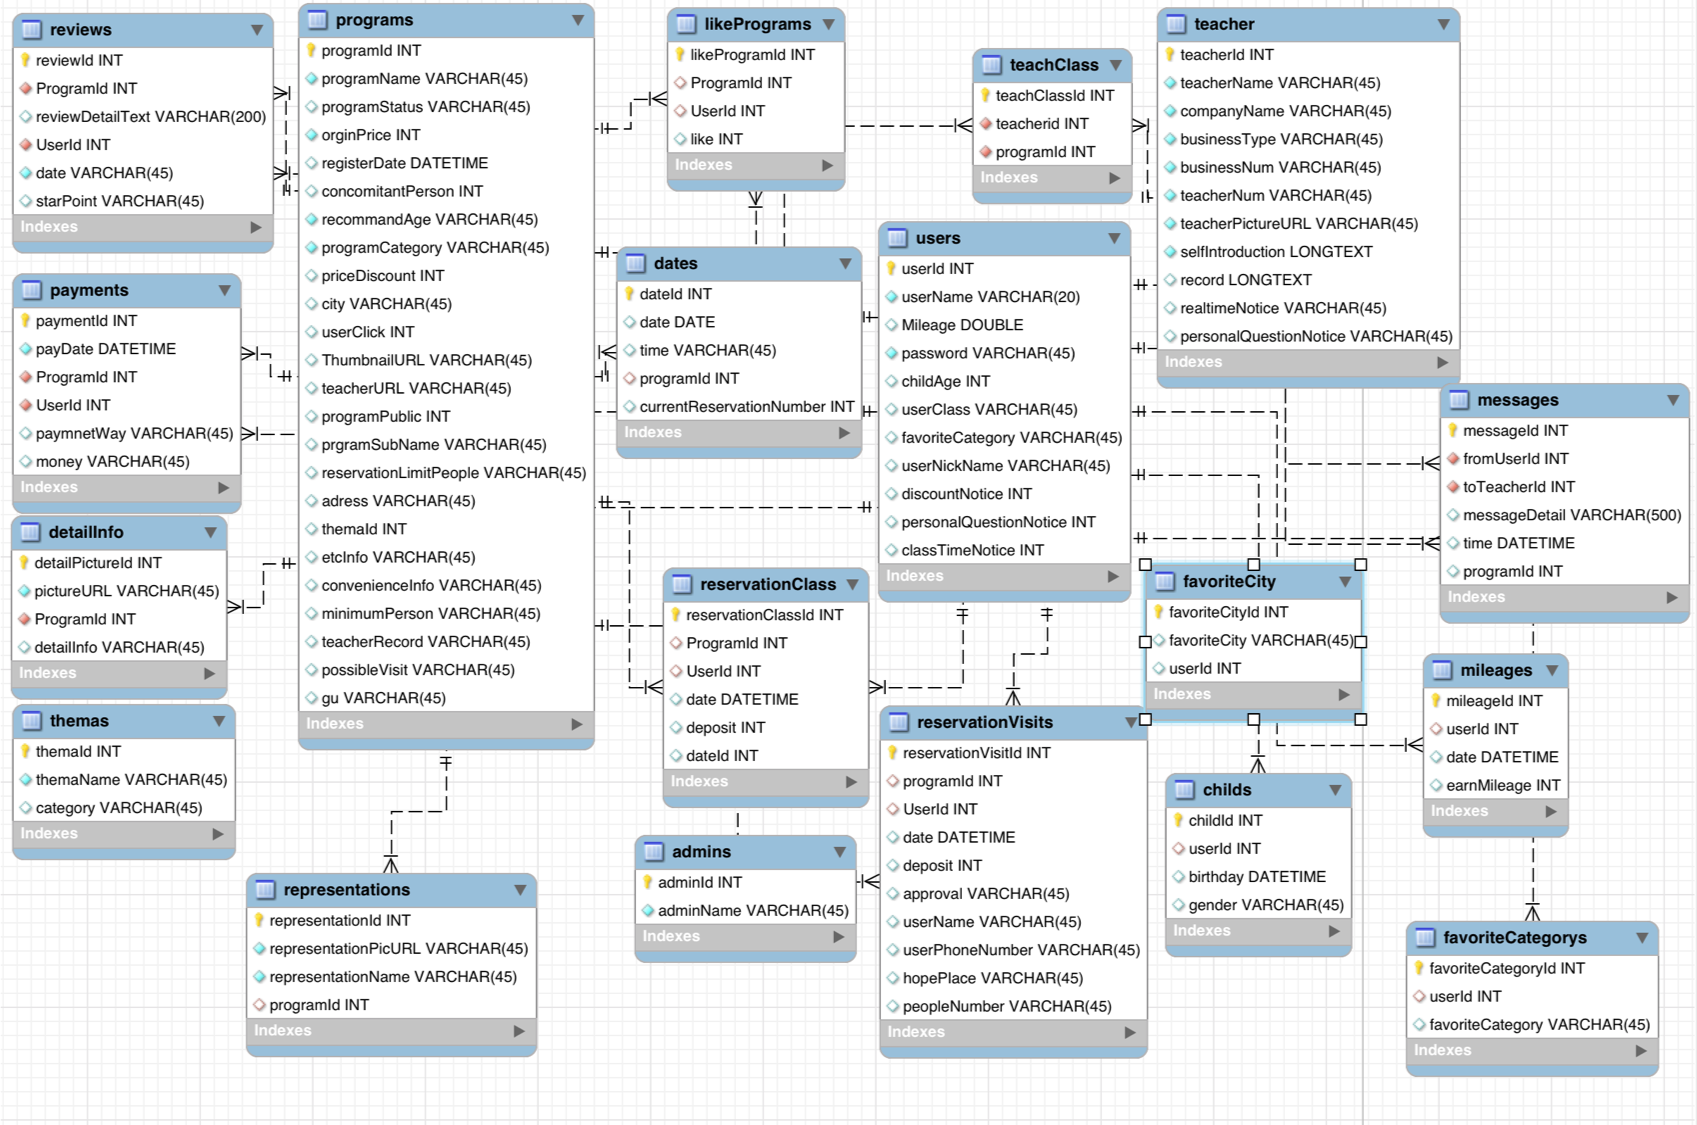 reviews
reviewId INT
ProgramId INT
reviewDetailText VARCHAR(200)
UserId INT
date VARCHAR(45)
starPoint VARCHAR(45)
Indexes
payments
paymentId INT
payDate DATETIME
ProgramId INT
UserId INT
paymnetWay VARCHAR(45)
money VARCHAR(45)
Indexes
detailInfo
detailPictureId INT
pictureURL VARCHAR(45)
ProgramId INT
detailInfo VARCHAR(45)
Indexes
themas
themaId INT
themaName VARCHAR(45)
category VARCHAR(45)
Indexes
programs
programId INT
programName VARCHAR(45)
programStatus VARCHAR(45)
orginPrice INT
registerDate DATETIME
concomitantPerson INT
recommandAge VARCHAR(45)
programCategory VARCHAR(45)
priceDiscount INT
city VARCHAR(45)
userClick INT
ThumbnailURL VARCHAR(45)
teacherURL VARCHAR(45)
programPublic INT
prgramSubName VARCHAR(45)
reservationLimitPeople VARCHAR(45)
adress VARCHAR(45)
themaId INT
etcInfo VARCHAR(45)
convenienceInfo VARCHAR(45)
minimumPerson VARCHAR(45)
teacherRecord VARCHAR(45)
possibleVisit VARCHAR(45)
gu VARCHAR(45)
Indexes
representations
representationId INT
representationPicURL VARCHAR(45)
representationName VARCHAR(45)
programId INT
Indexes
likePrograms
likeProgramId INT
ProgramId INT
UserId INT
like INT
Indexes
dates
dateId INT
date DATE
time VARCHAR(45)
programId INT
currentReservationNumber INT
Indexes
reservationClass
reservationClassId INT
ProgramId INT
UserId INT
date DATETIME
deposit INT
dateId INT
Indexes
admins
adminId INT
adminName VARCHAR(45)
Indexes
teachClass
teachClassId INT
teacherid INT
programId INT
Indexes
users
userId INT
userName VARCHAR(20)
Mileage DOUBLE
password VARCHAR(45)
childAge INT
userClass VARCHAR(45)
favoriteCategory VARCHAR(45)
userNickName VARCHAR(45)
discountNotice INT
personalQuestionNotice INT
classTimeNotice INT
Indexes
reservationVisits
reservationVisitId INT
programId INT
UserId INT
date DATETIME
deposit INT
approval VARCHAR(45)
userName VARCHAR(45)
userPhoneNumber VARCHAR(45)
hopePlace VARCHAR(45)
peopleNumber VARCHAR(45)
Indexes
teacher
teacherId INT
teacherName VARCHAR(45)
companyName VARCHAR(45)
businessType VARCHAR(45)
businessNum VARCHAR(45)
teacherNum VARCHAR(45)
teacherPictureURL VARCHAR(45)
selfIntroduction LONGTEXT
record LONGTEXT
realtimeNotice VARCHAR(45)
personalQuestionNotice VARCHAR(45)
Indexes
favoriteCity
favoriteCityId INT
favoriteCity VARCHAR(45)
userId INT
Indexes
childs
childId INT
userId INT
birthday DATETIME
gender VARCHAR(45)
Indexes
messages
messageId INT
fromUserId INT
toTeacherId INT
messageDetail VARCHAR(500)
time DATETIME
programId INT
Indexes
mileages
mileageId INT
userId INT
date DATETIME
earnMileage INT
Indexes
favoriteCategorys
favoriteCategoryId INT
userId INT
favoriteCategory VARCHAR(45)
Indexes